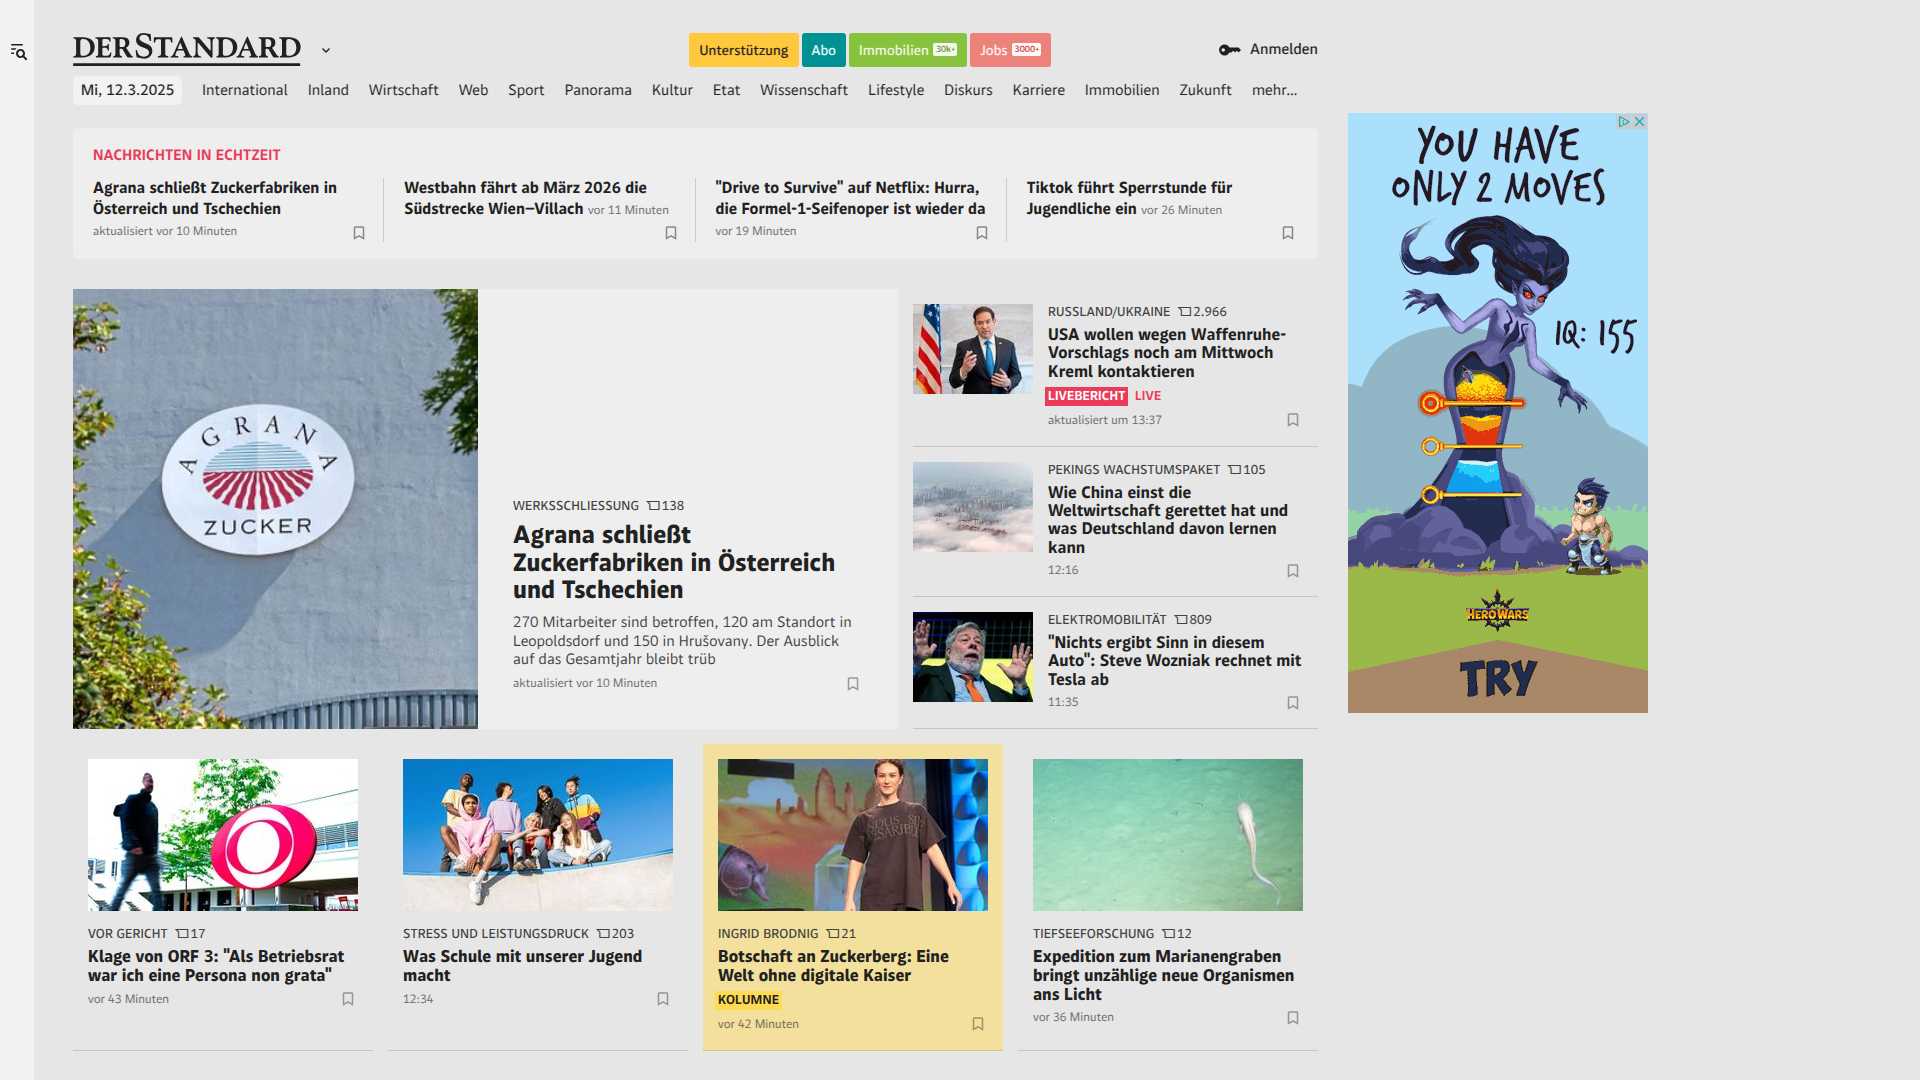 DERSTANDARD
Unterstützung
Abo
Immobilien 30k+
Jobs 3000+
Anmelden
Mi, 12.3.2025
International
Inland
Wirtschaft
Web
Sport
Panorama
Kultur
Etat
Wissenschaft
Lifestyle
Diskurs
Karriere
Immobilien
Zukunft
mehr...
NACHRICHTEN IN ECHTZEIT
Agrana schließt Zuckerfabriken in
Österreich und Tschechien
aktualisiert vor 10 Minuten
Westbahn fährt ab März 2026 die
Südstrecke Wien–Villach vor 11 Minuten
"Drive to Survive" auf Netflix: Hurra,
die Formel-1-Seifenoper ist wieder da
vor 19 Minuten
Tiktok führt Sperrstunde für
Jugendliche ein vor 26 Minuten
AGRANA
ZUCKER
WERKSSCHLIESSUNG 138
Agrana schließt
Zuckerfabriken in Österreich
und Tschechien
270 Mitarbeiter sind betroffen, 120 am Standort in
Leopoldsdorf und 150 in Hrušovany. Der Ausblick
auf das Gesamtjahr bleibt trüb
aktualisiert vor 10 Minuten
RUSSLAND/UKRAINE 2.966
USA wollen wegen Waffenruhe-
Vorschlags noch am Mittwoch
Kreml kontaktieren
LIVEBERICHT LIVE
aktualisiert um 13:37
PEKINGS WACHSTUMSPAKET 105
Wie China einst die
Weltwirtschaft gerettet hat und
was Deutschland davon lernen
kann
12:16
ELEKTROMOBILITÄT 809
"Nichts ergibt Sinn in diesem
Auto": Steve Wozniak rechnet mit
Tesla ab
11:35
YOU HAVE
ONLY 2 MOVES
IQ: 155
HERO WARS
TRY
VOR GERICHT 17
Klage von ORF 3: "Als Betriebsrat
war ich eine Persona non grata"
vor 43 Minuten
STRESS UND LEISTUNGSDRUCK 203
Was Schule mit unserer Jugend
macht
12:34
INGRID BRODNIG 21
Botschaft an Zuckerberg: Eine
Welt ohne digitale Kaiser
KOLUMNE
vor 42 Minuten
TIEFSEEFORSCHUNG 12
Expedition zum Marianengraben
bringt unzählige neue Organismen
ans Licht
vor 36 Minuten